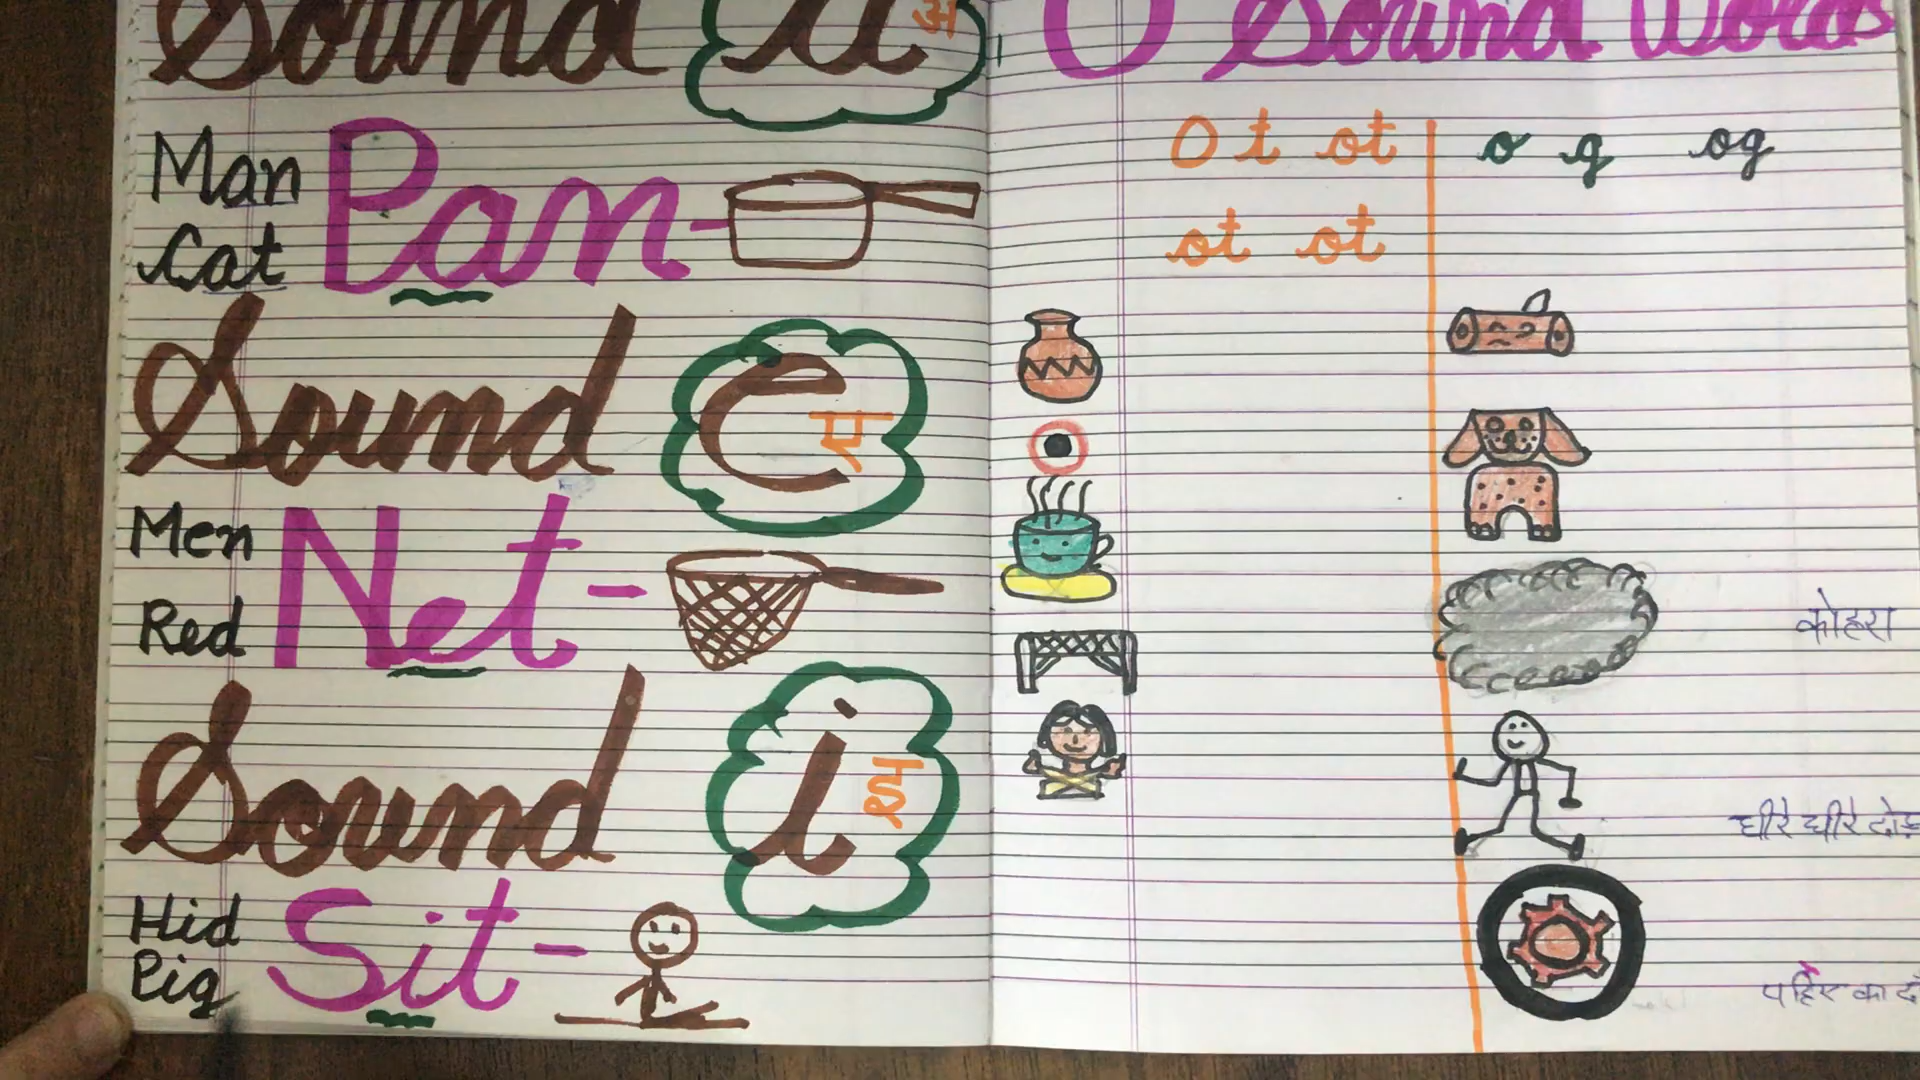 Sound a अ
Man
Cat
Pan-
Sound e ए
Men
Red
Net-
Sound i इ
Hid
Pig
Sit-
O Sound Words
O t ot
ot ot
o g og
कोहरा
धीरे धीरे
पहिए का